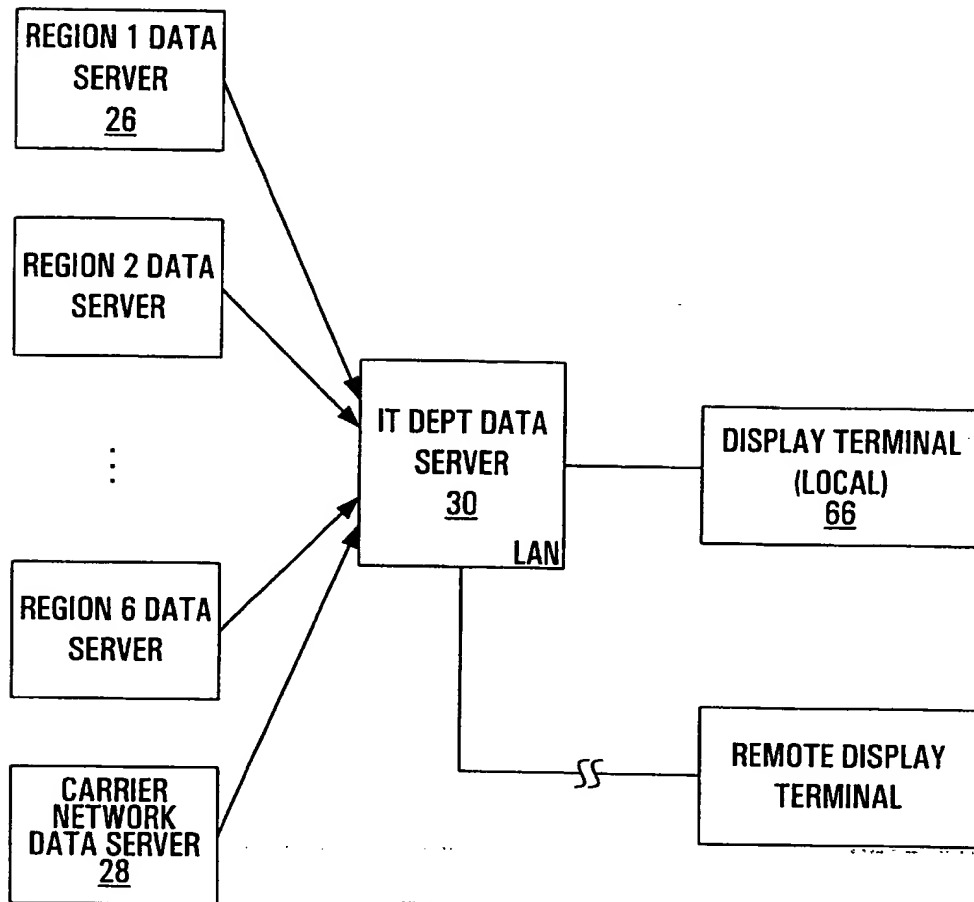 REGION 1 DATA
SERVER
26
REGION 2 DATA
SERVER
⋮
REGION 6 DATA
SERVER
CARRIER
NETWORK
DATA SERVER
28
IT DEPT DATA
SERVER
30
LAN
DISPLAY TERMINAL
(LOCAL)
66
REMOTE DISPLAY
TERMINAL